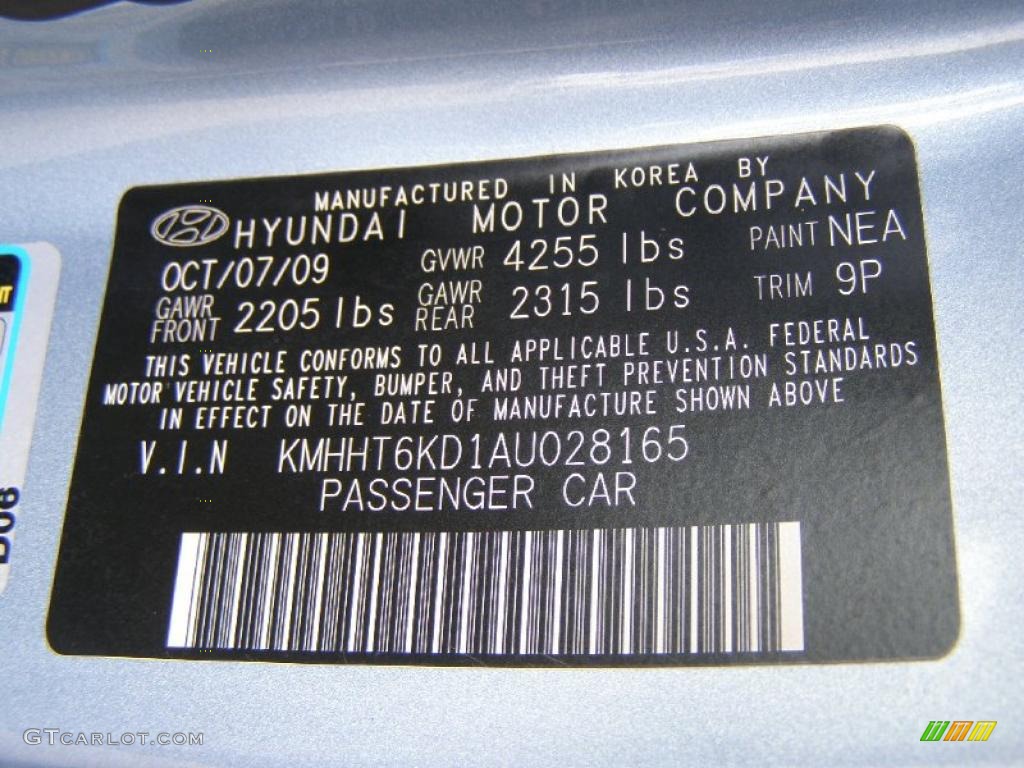 MANUFACTURED IN KOREA BY
HYUNDAI MOTOR COMPANY
OCT/07/09 GVWR 4255 lbs PAINT NEA
GAWR FRONT 2205 lbs GAWR REAR 2315 lbs TRIM 9P
THIS VEHICLE CONFORMS TO ALL APPLICABLE U.S.A. FEDERAL
MOTOR VEHICLE SAFETY, BUMPER, AND THEFT PREVENTION STANDARDS
IN EFFECT ON THE DATE OF MANUFACTURE SHOWN ABOVE
V.I.N KMHHT6KD1AU028165
PASSENGER CAR
GTCARLOT.COM